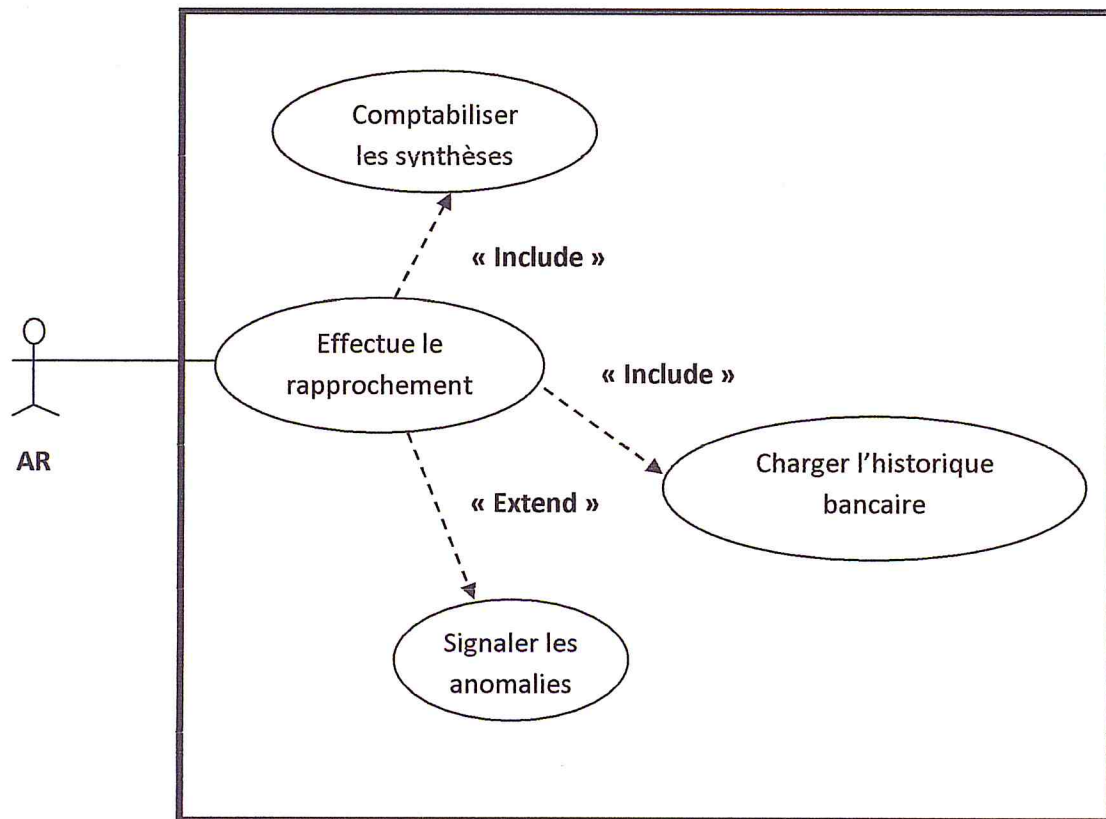 Comptabiliser
les synthèses
« Include »
Effectue le
rapprochement
« Include »
AR
Charger l'historique
bancaire
« Extend »
Signaler les
anomalies